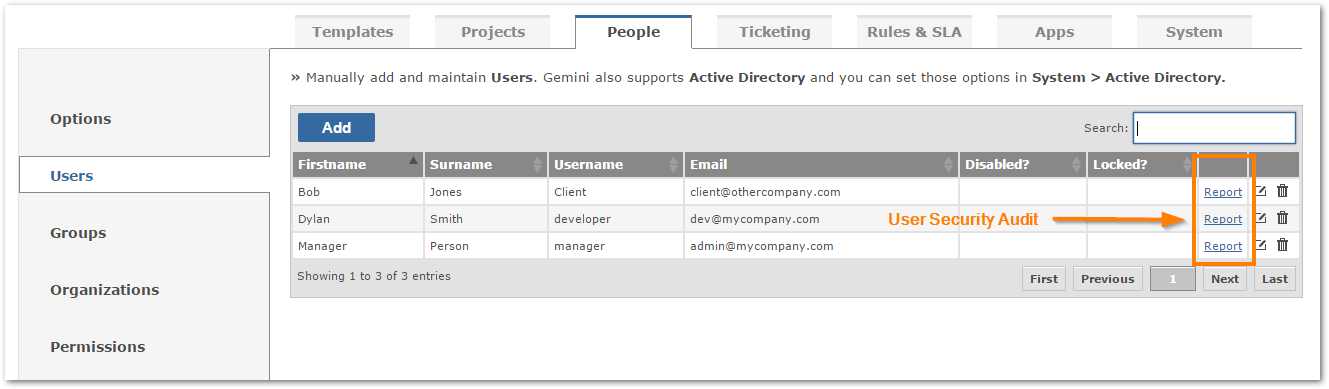 Templates Projects People Ticketing Rules & SLA Apps System
» Manually add and maintain Users. Gemini also supports Active Directory and you can set those options in System > Active Directory.
Options
Users
Groups
Organizations
Permissions
Add Search:
Firstname Surname Username Email Disabled? Locked?
Bob Jones Client client@othercompany.com Report
Dylan Smith developer dev@mycompany.com User Security Audit Report
Manager Person manager admin@mycompany.com Report
Showing 1 to 3 of 3 entries First Previous 1 Next Last